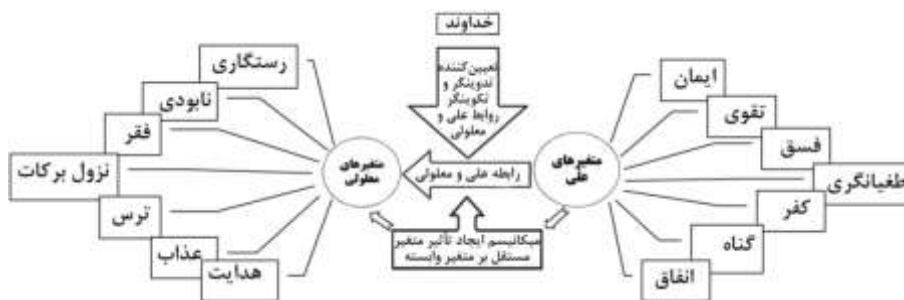 خداوند
تعیین‌کننده
تدوینگر و
تکوینگر
روابط علی و
معلولی
ایمان
تقوی
فسق
طغیانگری
کفر
گناه
انفاق
متغیرهای
علی
رابطه علی و معلولی
متغیرهای
معلولی
میکانیسم ایجاد تأثیر متغیر
مستقل بر متغیر وابسته
رستگاری
نابودی
فقر
نزول برکات
ترس
عذاب
هدایت